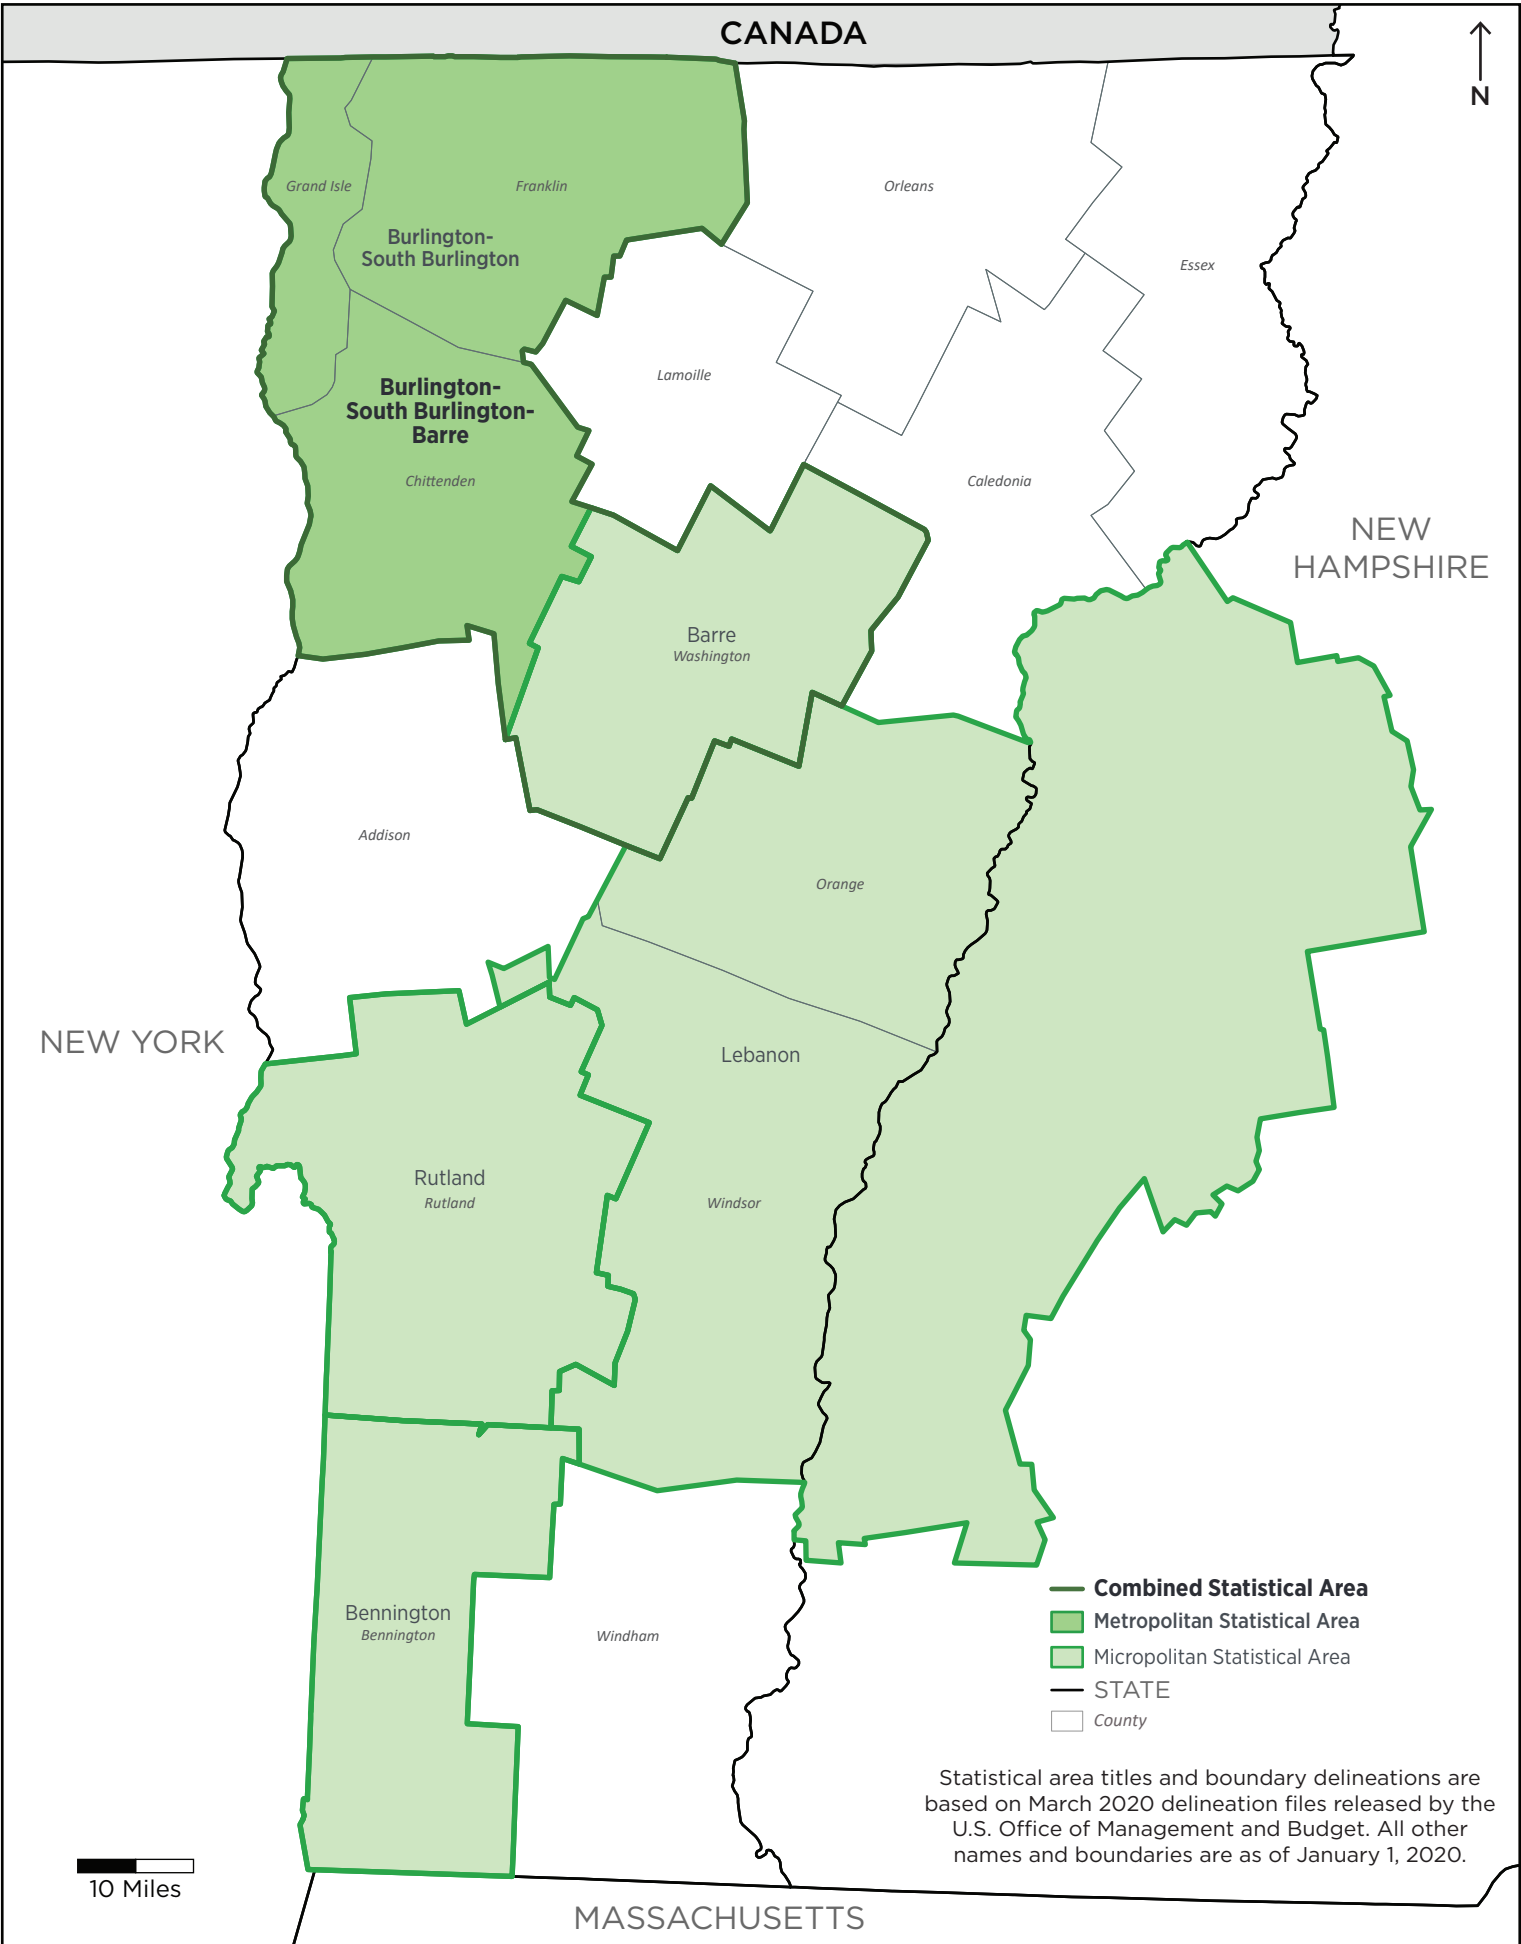 CANADA
N
Grand Isle
Franklin
Orleans
Burlington-
South Burlington
Essex
Lamoille
Burlington-
South Burlington-
Barre
Chittenden
Caledonia
NEW
HAMPSHIRE
Barre
Washington
Addison
Orange
NEW YORK
Lebanon
Rutland
Rutland
Windsor
Bennington
Bennington
Windham
Combined Statistical Area
Metropolitan Statistical Area
Micropolitan Statistical Area
STATE
County
Statistical area titles and boundary delineations are
based on March 2020 delineation files released by the
U.S. Office of Management and Budget. All other
names and boundaries are as of January 1, 2020.
10 Miles
MASSACHUSETTS